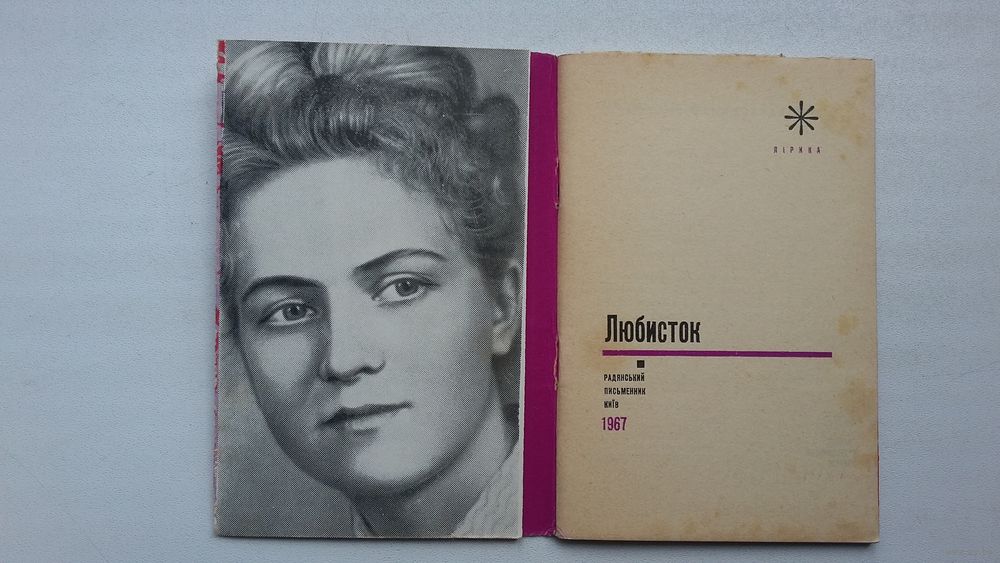 ЛІРИКА
Любисток
РАДЯНСЬКИЙ
ПИСЬМЕННИК
КИЇВ
1967